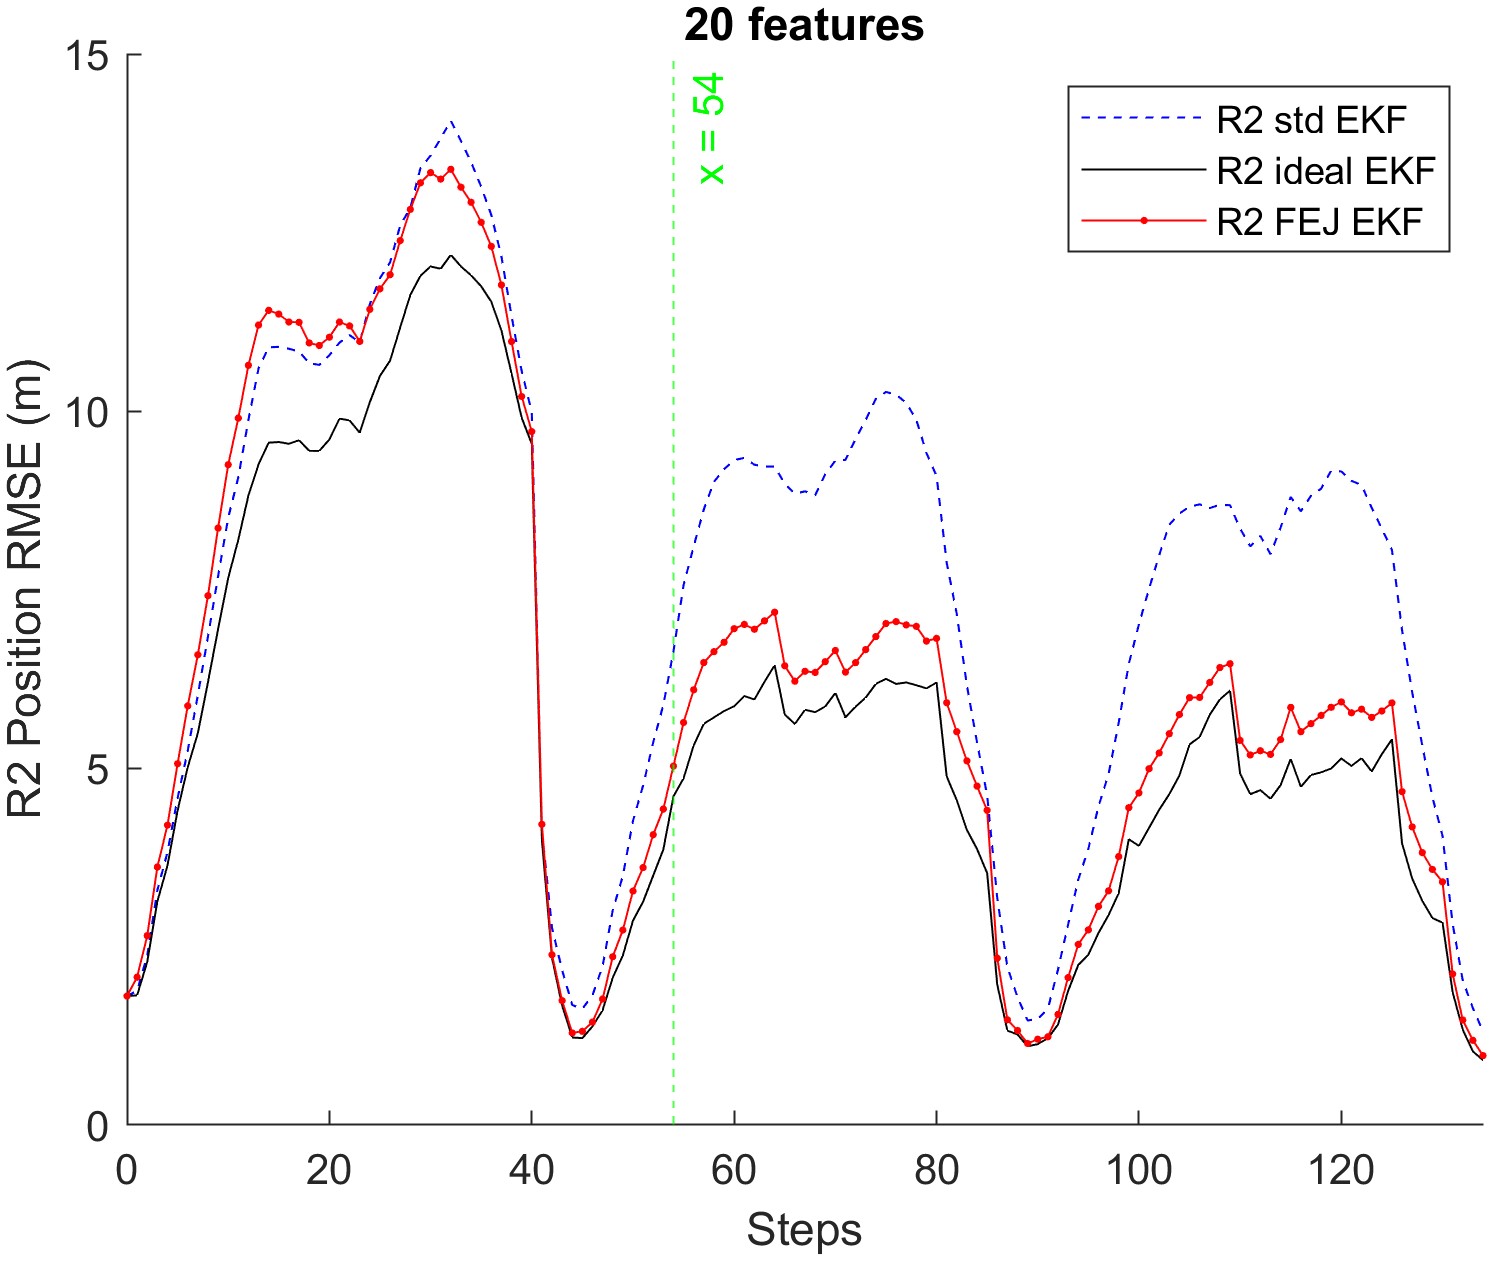 20 features
15
10
5
0
R2 Position RMSE (m)
x = 54
R2 std EKF
R2 ideal EKF
R2 FEJ EKF
0 20 40 60 80 100 120
Steps